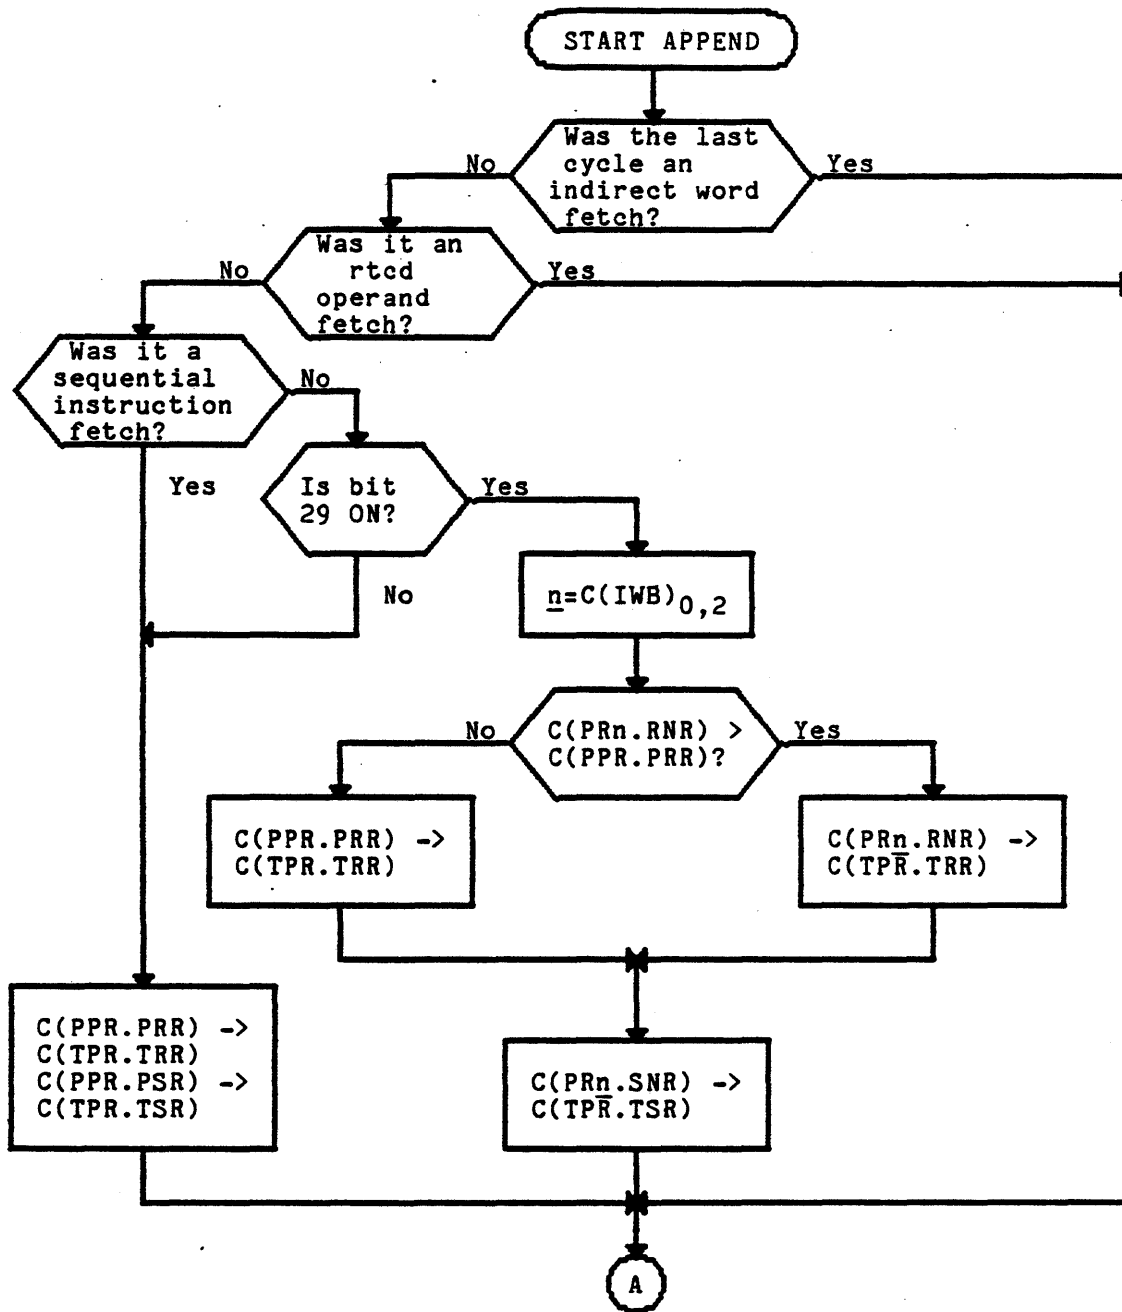 START APPEND
Was the last
cycle an
indirect word
fetch?
No
Yes
Was it an
rtcd
operand
fetch?
No
Yes
Was it a
sequential
instruction
fetch?
No
Yes
Is bit
29 ON?
Yes
No
n=C(IWB)0,2
C(PRn.RNR) >
C(PPR.PRR)?
No
Yes
C(PPR.PRR) ->
C(TPR.TRR)
C(PRn.RNR) ->
C(TPR.TRR)
C(PPR.PRR) ->
C(TPR.TRR)
C(PPR.PSR) ->
C(TPR.TSR)
C(PRn.SNR) ->
C(TPR.TSR)
A